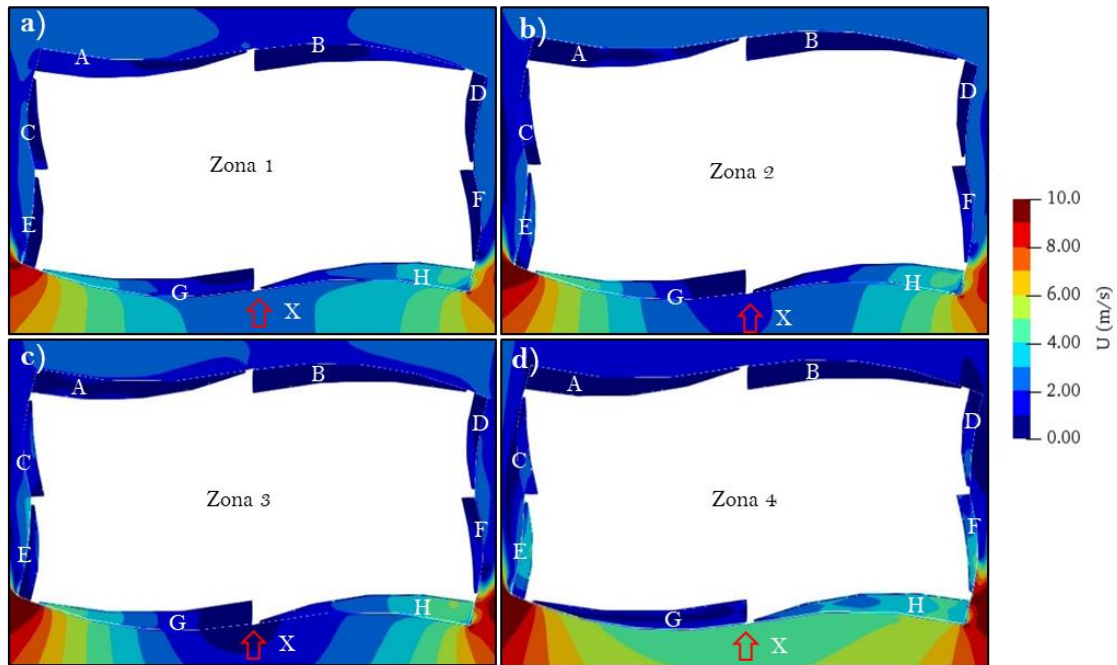 a)
A
B
C
D
Zona 1
E
F
G
H
X
b)
A
B
C
D
Zona 2
E
F
G
H
X
c)
A
B
C
D
Zona 3
E
F
G
H
X
d)
A
B
C
D
Zona 4
E
F
G
H
X
10.0
8.00
6.00
4.00
2.00
0.00
U (m/s)